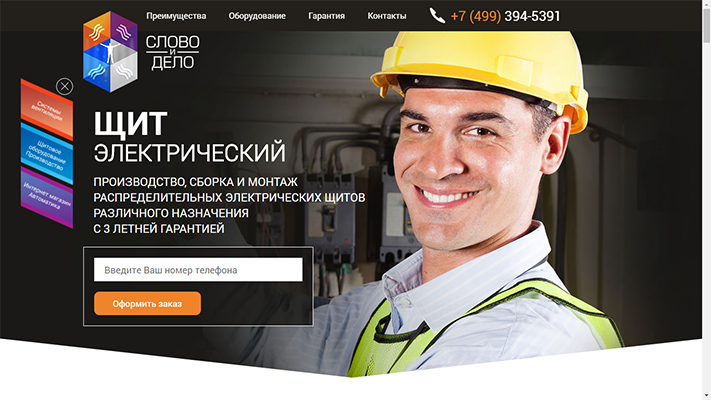 Преимущества
Оборудование
Гарантия
Контакты
+7 (499) 394-5391
СЛОВО
И
ДЕЛО
Системы
вентиляции
Щитовое
оборудование
Производство
Интернет магазин
Автоматика
ЩИТ
ЭЛЕКТРИЧЕСКИЙ
ПРОИЗВОДСТВО, СБОРКА И МОНТАЖ
РАСПРЕДЕЛИТЕЛЬНЫХ ЭЛЕКТРИЧЕСКИХ ЩИТОВ
РАЗЛИЧНОГО НАЗНАЧЕНИЯ
С 3 ЛЕТНЕЙ ГАРАНТИЕЙ
Введите Ваш номер телефона
Оформить заказ